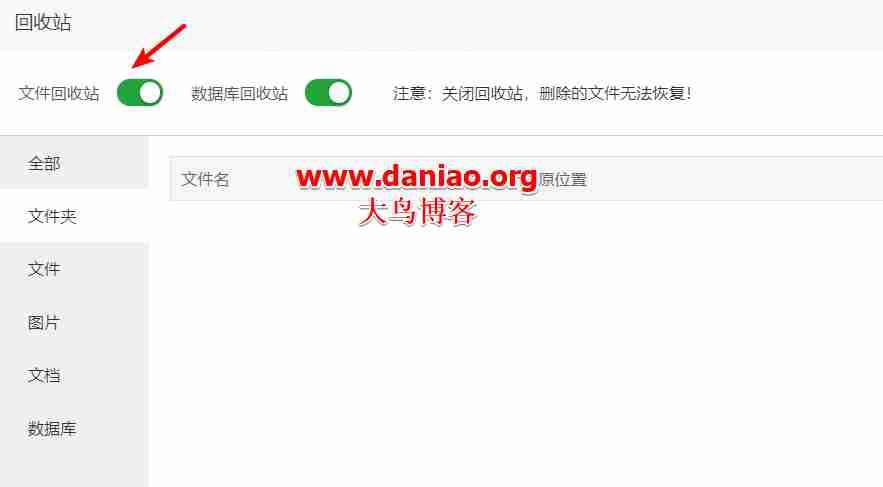 回收站
文件回收站 数据库回收站 注意：关闭回收站，删除的文件无法恢复！
全部
文件名 www.daniao.org 原位置
大鸟博客
文件夹
文件
图片
文档
数据库